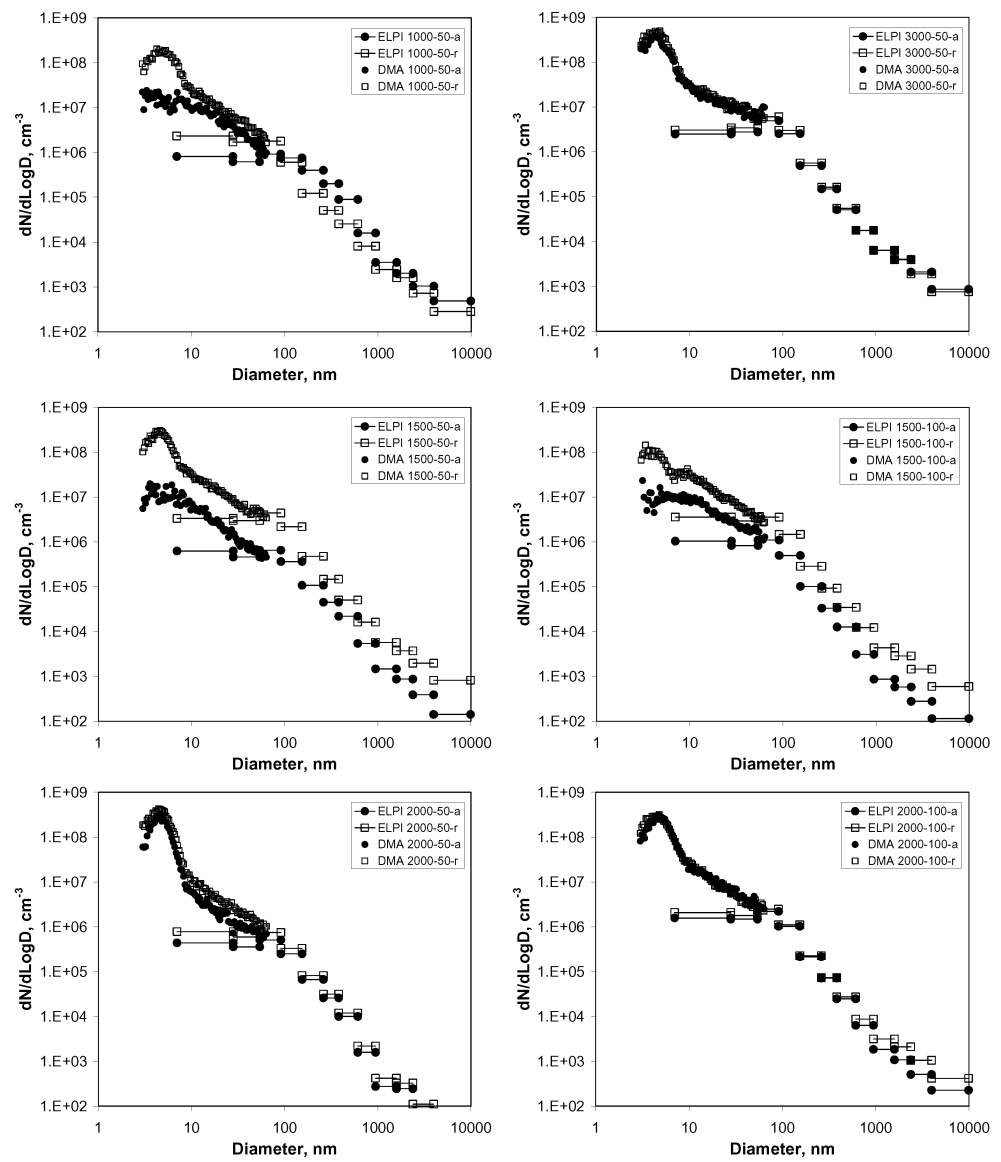 1.E+09
1.E+08
1.E+07
1.E+06
1.E+05
1.E+04
1.E+03
1.E+02
dN/dLogD, cm-3
ELPI 1000-50-a
ELPI 1000-50-r
DMA 1000-50-a
DMA 1000-50-r
1 10 100 1000 10000
Diameter, nm
1.E+09
1.E+08
1.E+07
1.E+06
1.E+05
1.E+04
1.E+03
1.E+02
dN/dLogD, cm-3
ELPI 3000-50-a
ELPI 3000-50-r
DMA 3000-50-a
DMA 3000-50-r
1 10 100 1000 10000
Diameter, nm
1.E+09
1.E+08
1.E+07
1.E+06
1.E+05
1.E+04
1.E+03
1.E+02
dN/dLogD, cm-3
ELPI 1500-50-a
ELPI 1500-50-r
DMA 1500-50-a
DMA 1500-50-r
1 10 100 1000 10000
Diameter, nm
1.E+09
1.E+08
1.E+07
1.E+06
1.E+05
1.E+04
1.E+03
1.E+02
dN/dLogD, cm-3
ELPI 1500-100-a
ELPI 1500-100-r
DMA 1500-100-a
DMA 1500-100-r
1 10 100 1000 10000
Diameter, nm
1.E+09
1.E+08
1.E+07
1.E+06
1.E+05
1.E+04
1.E+03
1.E+02
dN/dLogD, cm-3
ELPI 2000-50-a
ELPI 2000-50-r
DMA 2000-50-a
DMA 2000-50-r
1 10 100 1000 10000
Diameter, nm
1.E+09
1.E+08
1.E+07
1.E+06
1.E+05
1.E+04
1.E+03
1.E+02
dN/dLogD, cm-3
ELPI 2000-100-a
ELPI 2000-100-r
DMA 2000-100-a
DMA 2000-100-r
1 10 100 1000 10000
Diameter, nm